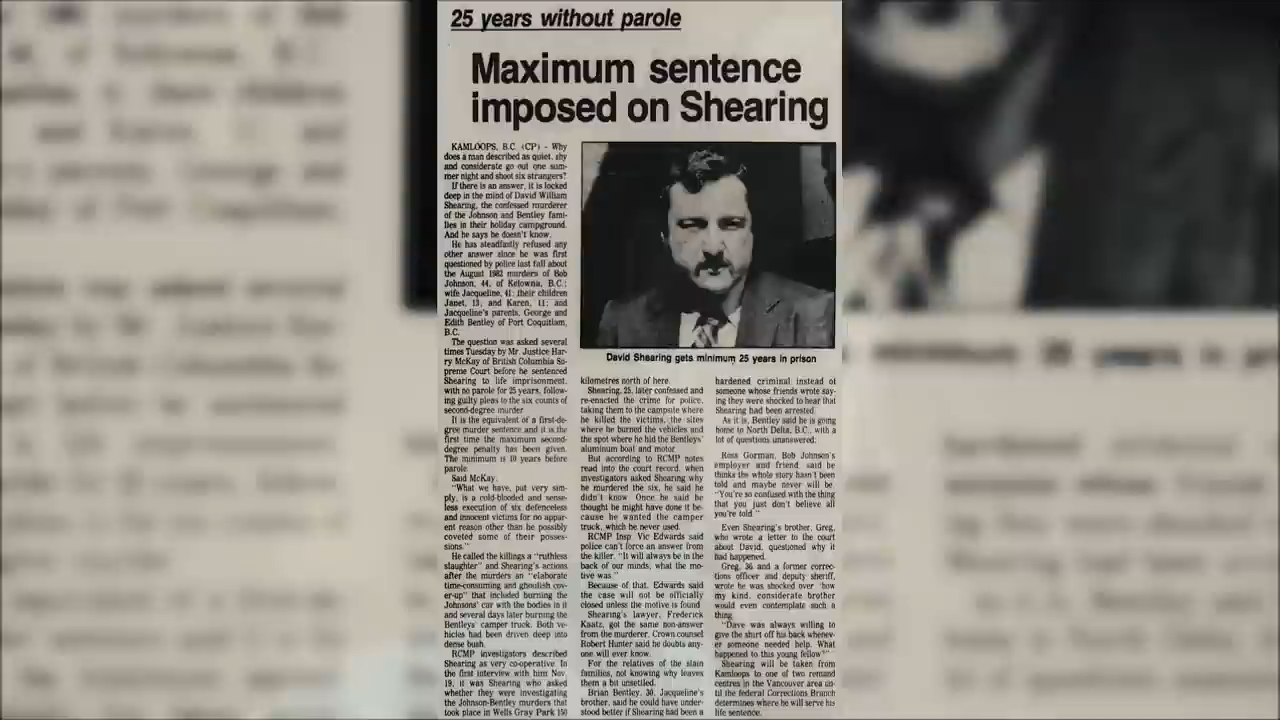 25 years without parole
Maximum sentence
imposed on Shearing
KAMLOOPS, B.C. (CP) - Why
does a man described as quiet, shy
and considerate go out one sum-
mer night and shoot six strangers?
If there is an answer, it is locked
deep in the mind of David William
Shearing, the confessed murderer
of the Johnson and Bentley fami-
lies in their holiday campground.
And he says he doesn't know.
He has steadfastly refused any
other answer since he was first
questioned by police last fall about
the August 1982 murders of Bob
Johnson, 44, of Kelowna, B.C.;
wife Jacqueline, 41; their children
Janet, 13, and Karen, 11; and
Jacqueline's parents, George and
Edith Bentley of Port Coquitlam,
B.C.
The question was asked several
times Tuesday by Mr. Justice Har-
ry McKay of British Columbia Su-
preme Court before he sentenced
Shearing to life imprisonment,
with no parole for 25 years, follow-
ing guilty pleas to the six counts of
second-degree murder
It is the equivalent of a first-de-
gree murder sentence and it is the
first time the maximum second-
degree penalty has been given.
The minimum is 10 years before
parole.
Said McKay.
"What we have, put very sim-
ply, is a cold-blooded and sense-
less execution of six defenceless
and innocent victims for no appar-
ent reason other than he possibly
coveted some of their posses-
sions."
He called the killings a "ruthless
slaughter" and Shearing's actions
after the murders an "elaborate
time-consuming and ghoulish cov-
er-up" that included burning the
Johnsons' car with the bodies in it
and several days later burning the
Bentleys' camper truck. Both ve-
hicles had been driven deep into
dense bush.
RCMP investigators described
Shearing as very co-operative. In
the first interview with him Nov.
19, it was Shearing who asked
whether they were investigating
the Johnson-Bentley murders that
took place in Wells Gray Park 150
David Shearing gets minimum 25 years in prison
kilometres north of here.
Shearing, 25, later confessed and
re-enacted the crime for police,
taking them to the campsite where
he killed the victims, the sites
where he burned the vehicles and
the spot where he hid the Bentleys'
aluminum boat and motor
But according to RCMP notes
read into the court record, when
investigators asked Shearing why
he murdered the six, he said he
didn't know. Once he said he
thought he might have done it be-
cause he wanted the camper
truck, which he never used.
RCMP Insp. Vic Edwards said
police can't force an answer from
the killer. "It will always be in the
back of our minds, what the mo-
tive was."
Because of that, Edwards said
the case will not be officially
closed unless the motive is found
Shearing's lawyer, Frederick
Kaatz, got the same non-answer
from the murderer. Crown counsel
Robert Hunter said he doubts any-
one will ever know.
For the relatives of the slain
families, not knowing why leaves
them a bit unsettled.
Brian Bentley, 30, Jacqueline's
brother, said he could have under-
stood better if Shearing had been a
hardened criminal instead of
someone whose friends wrote say-
ing they were shocked to hear that
Shearing had been arrested.
As it is, Bentley said he is going
home to North Delta, B.C., with a
lot of questions unanswered.
Ross Gorman, Bob Johnson's
employer and friend, said he
thinks the whole story hasn't been
told and maybe never will be.
"You're so confused with the thing
that you just don't believe all
you're told."
Even Shearing's brother, Greg,
who wrote a letter to the court
about David, questioned why it
had happened.
Greg, 36 and a former correc-
tions officer and deputy sheriff,
wrote he was shocked over "how
my kind, considerate brother
would even contemplate such a
thing.
"Dave was always willing to
give the shirt off his back whenev-
er someone needed help. What
happened to this young fellow?"
Shearing will be taken from
Kamloops to one of two remand
centres in the Vancouver area un-
til the federal Corrections Branch
determines where he will serve his
life sentence.